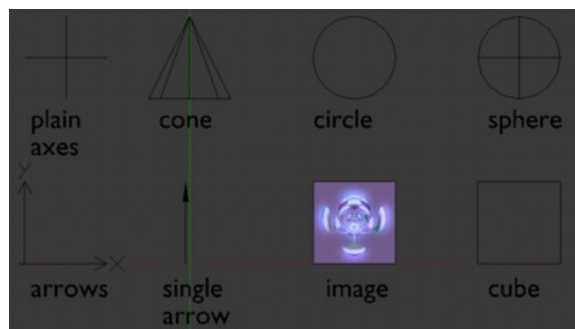 plain
axes
cone
circle
sphere
Y
X
arrows
single
arrow
image
cube